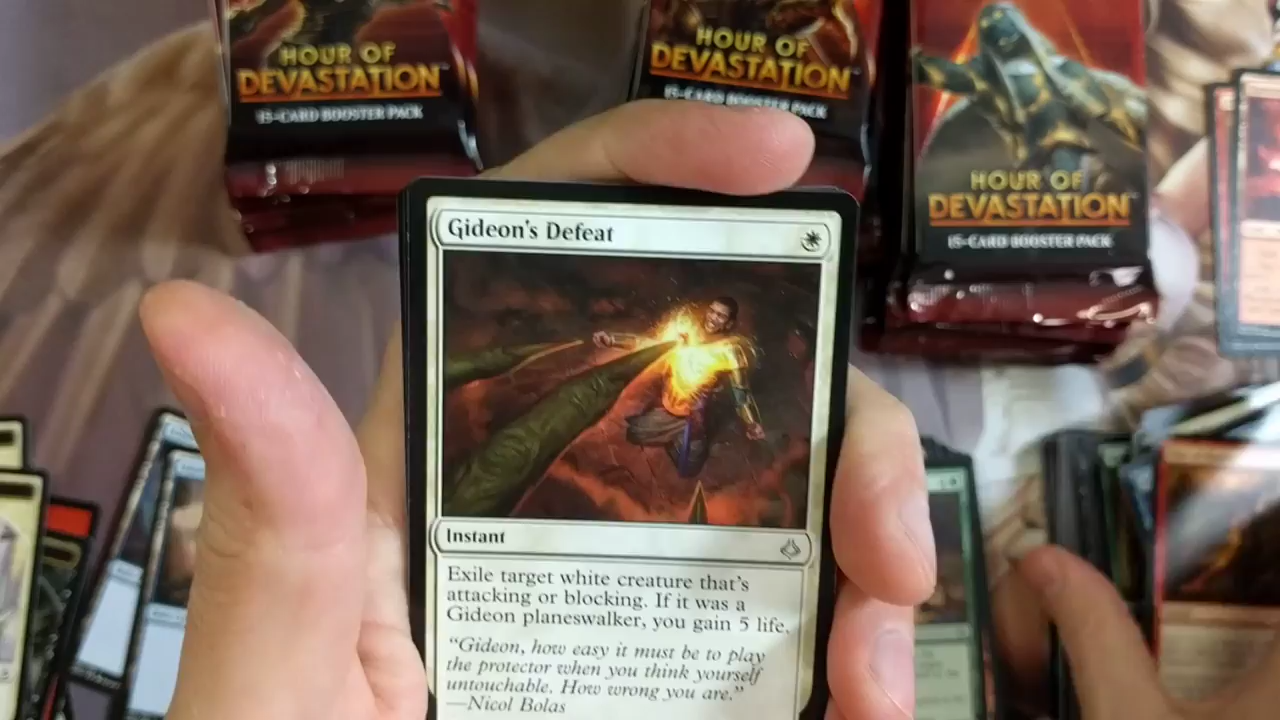 HOUR OF
DEVASTATION™
15-CARD BOOSTER PACK
HOUR OF
DEVASTATION™
15-CARD BOOSTER PACK
HOUR OF
DEVASTATION™
15-CARD BOOSTER PACK
Gideon's Defeat
Instant
Exile target white creature that's
attacking or blocking. If it was a
Gideon planeswalker, you gain 5 life.
"Gideon, how easy it must be to play
the protector when you think yourself
untouchable. How wrong you are."
—Nicol Bolas